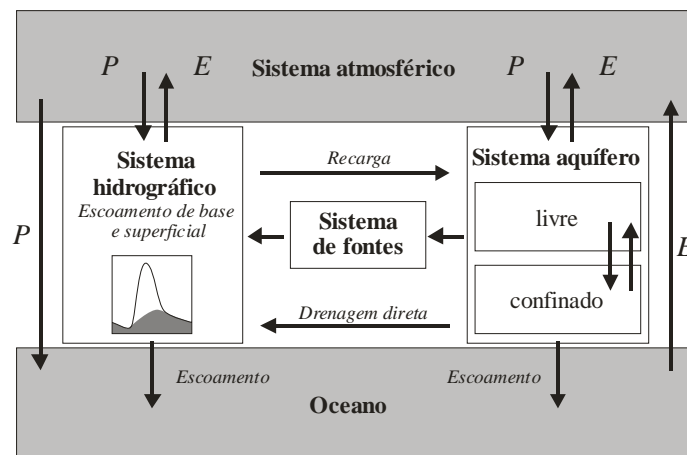 P E Sistema atmosférico P E
Sistema
hidrográfico
Escoamento de base
e superficial
Recarga
Sistema aquífero
livre
Sistema
de fontes
P
E
confinado
Drenagem direta
Escoamento
Escoamento
Oceano